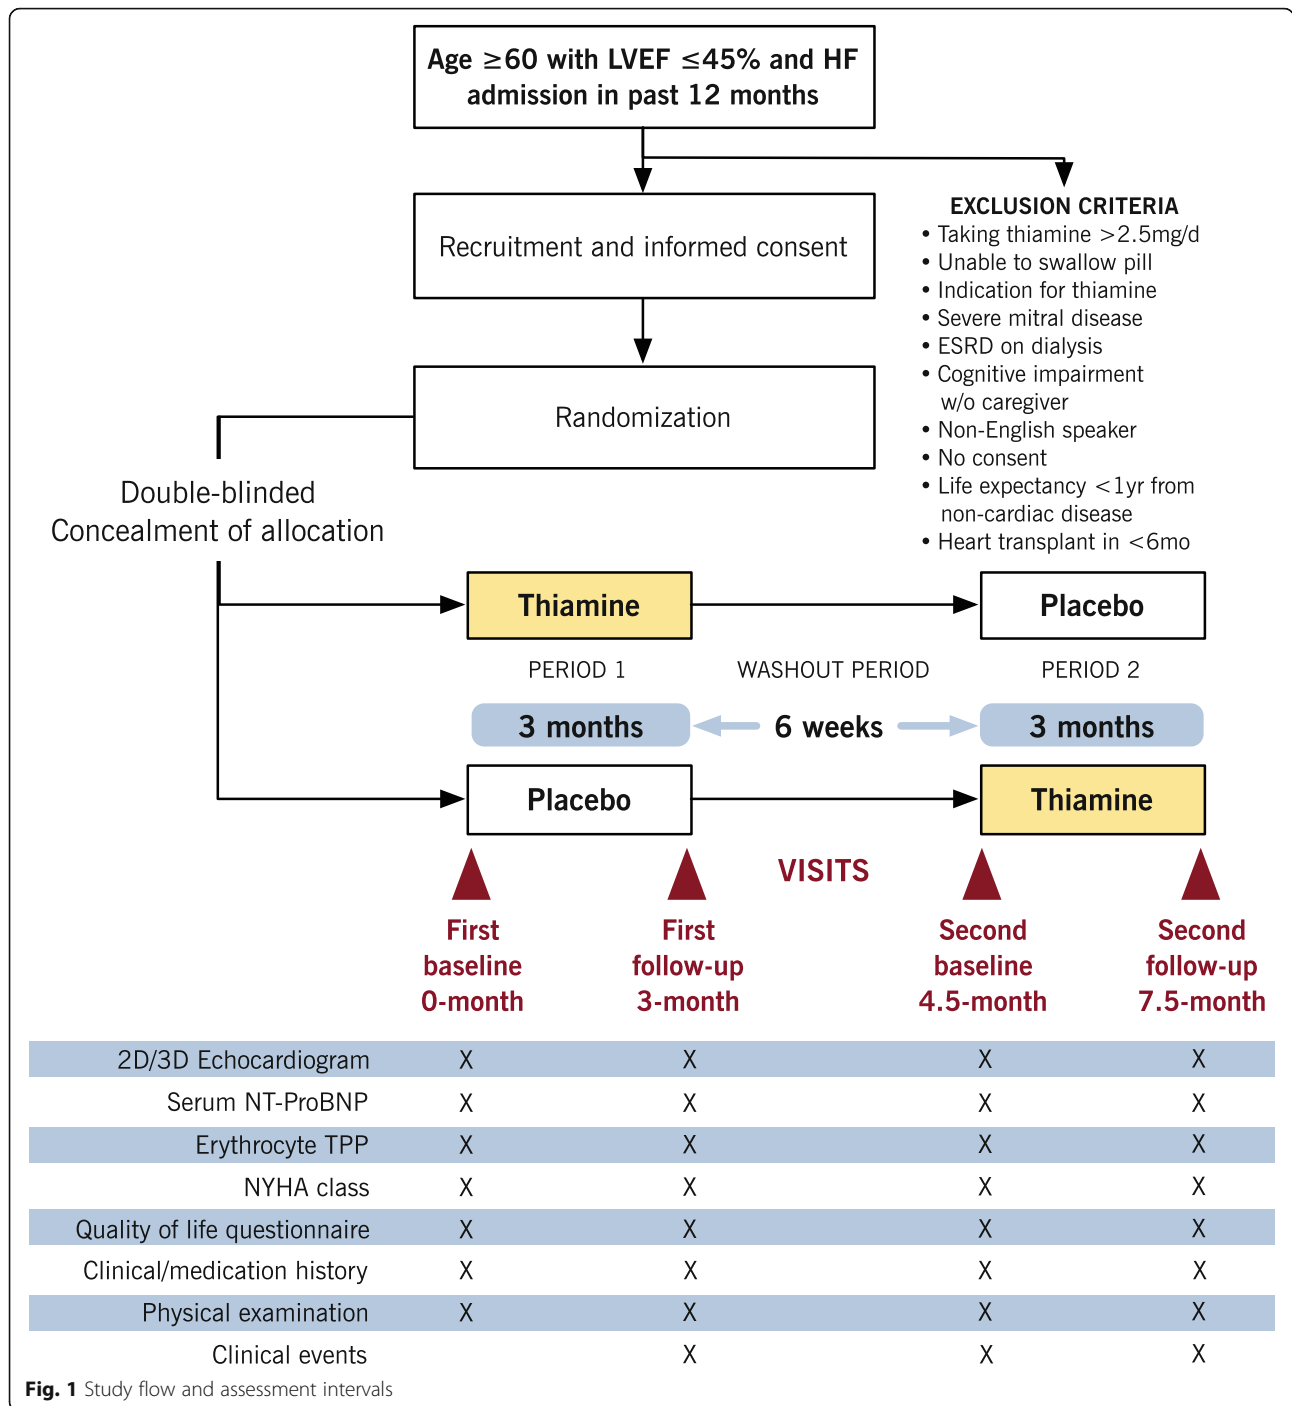 Age ≥60 with LVEF ≤45% and HF
admission in past 12 months
Recruitment and informed consent
EXCLUSION CRITERIA
• Taking thiamine >2.5mg/d
• Unable to swallow pill
• Indication for thiamine
• Severe mitral disease
• ESRD on dialysis
• Cognitive impairment
w/o caregiver
• Non-English speaker
• No consent
• Life expectancy <1yr from
non-cardiac disease
• Heart transplant in <6mo
Randomization
Double-blinded
Concealment of allocation
Thiamine Placebo
PERIOD 1 WASHOUT PERIOD PERIOD 2
3 months 6 weeks 3 months
Placebo Thiamine
VISITS
First
baseline
0-month
First
follow-up
3-month
Second
baseline
4.5-month
Second
follow-up
7.5-month
2D/3D Echocardiogram X X X X
Serum NT-ProBNP X X X X
Erythrocyte TPP X X X X
NYHA class X X X X
Quality of life questionnaire X X X X
Clinical/medication history X X X X
Physical examination X X X X
Clinical events X X X
Fig. 1 Study flow and assessment intervals